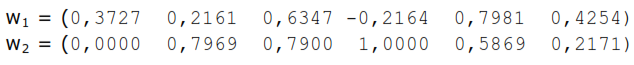 w₁ = (0,3727 0,2161 0,6347 -0,2164 0,7981 0,4254)
w₂ = (0,0000 0,7969 0,7900 1,0000 0,5869 0,2171)